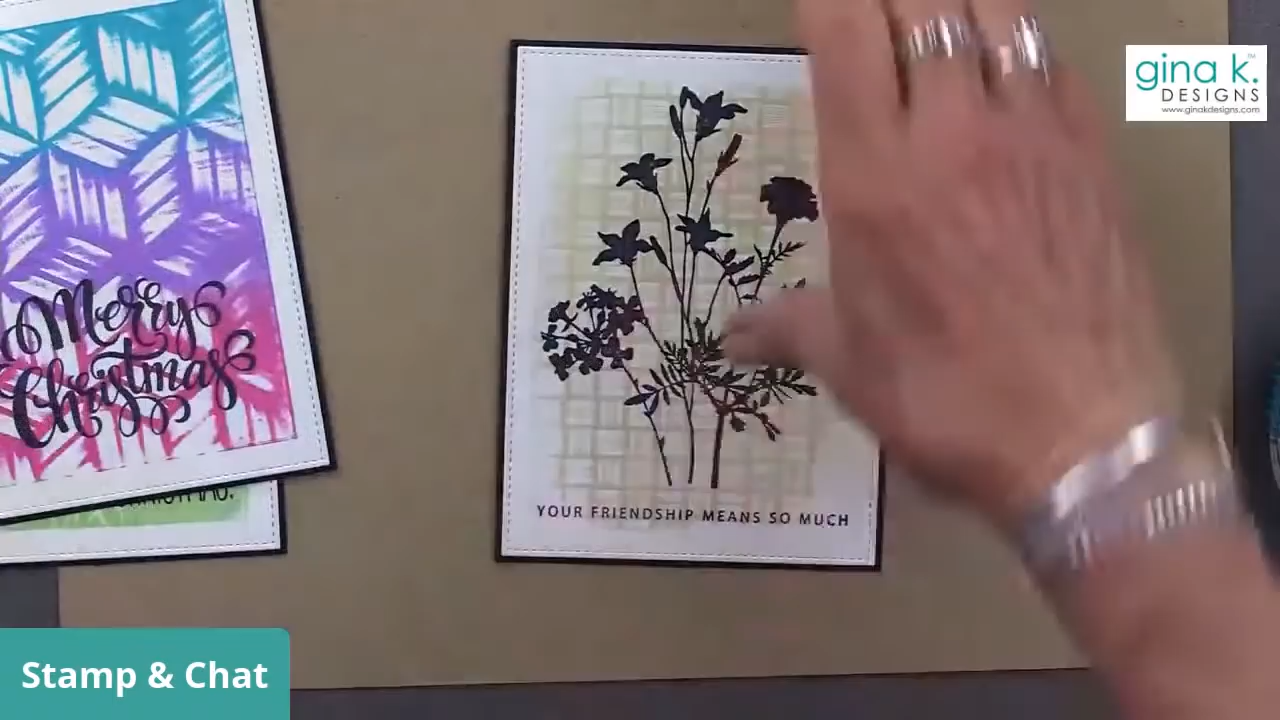 gina k.
DESIGNS
www.ginakdesigns.com
Merry
Christmas
YOUR FRIENDSHIP MEANS SO MUCH
Stamp & Chat